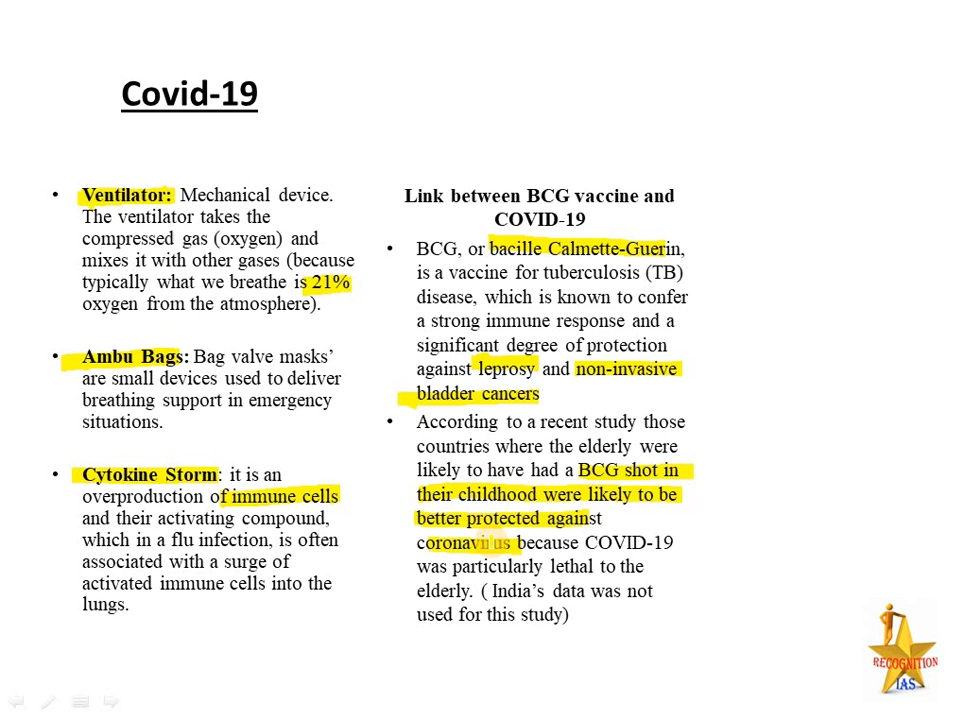 Covid-19
• Ventilator: Mechanical device.
The ventilator takes the
compressed gas (oxygen) and
mixes it with other gases (because
typically what we breathe is 21%
oxygen from the atmosphere).
• Ambu Bags: Bag valve masks’
are small devices used to deliver
breathing support in emergency
situations.
• Cytokine Storm: it is an
overproduction of immune cells
and their activating compound,
which in a flu infection, is often
associated with a surge of
activated immune cells into the
lungs.
Link between BCG vaccine and
COVID-19
• BCG, or bacille Calmette-Guerin,
is a vaccine for tuberculosis (TB)
disease, which is known to confer
a strong immune response and a
significant degree of protection
against leprosy and non-invasive
bladder cancers
• According to a recent study those
countries where the elderly were
likely to have had a BCG shot in
their childhood were likely to be
better protected against
coronavirus because COVID-19
was particularly lethal to the
elderly. ( India’s data was not
used for this study)
RECOGNITION
IAS